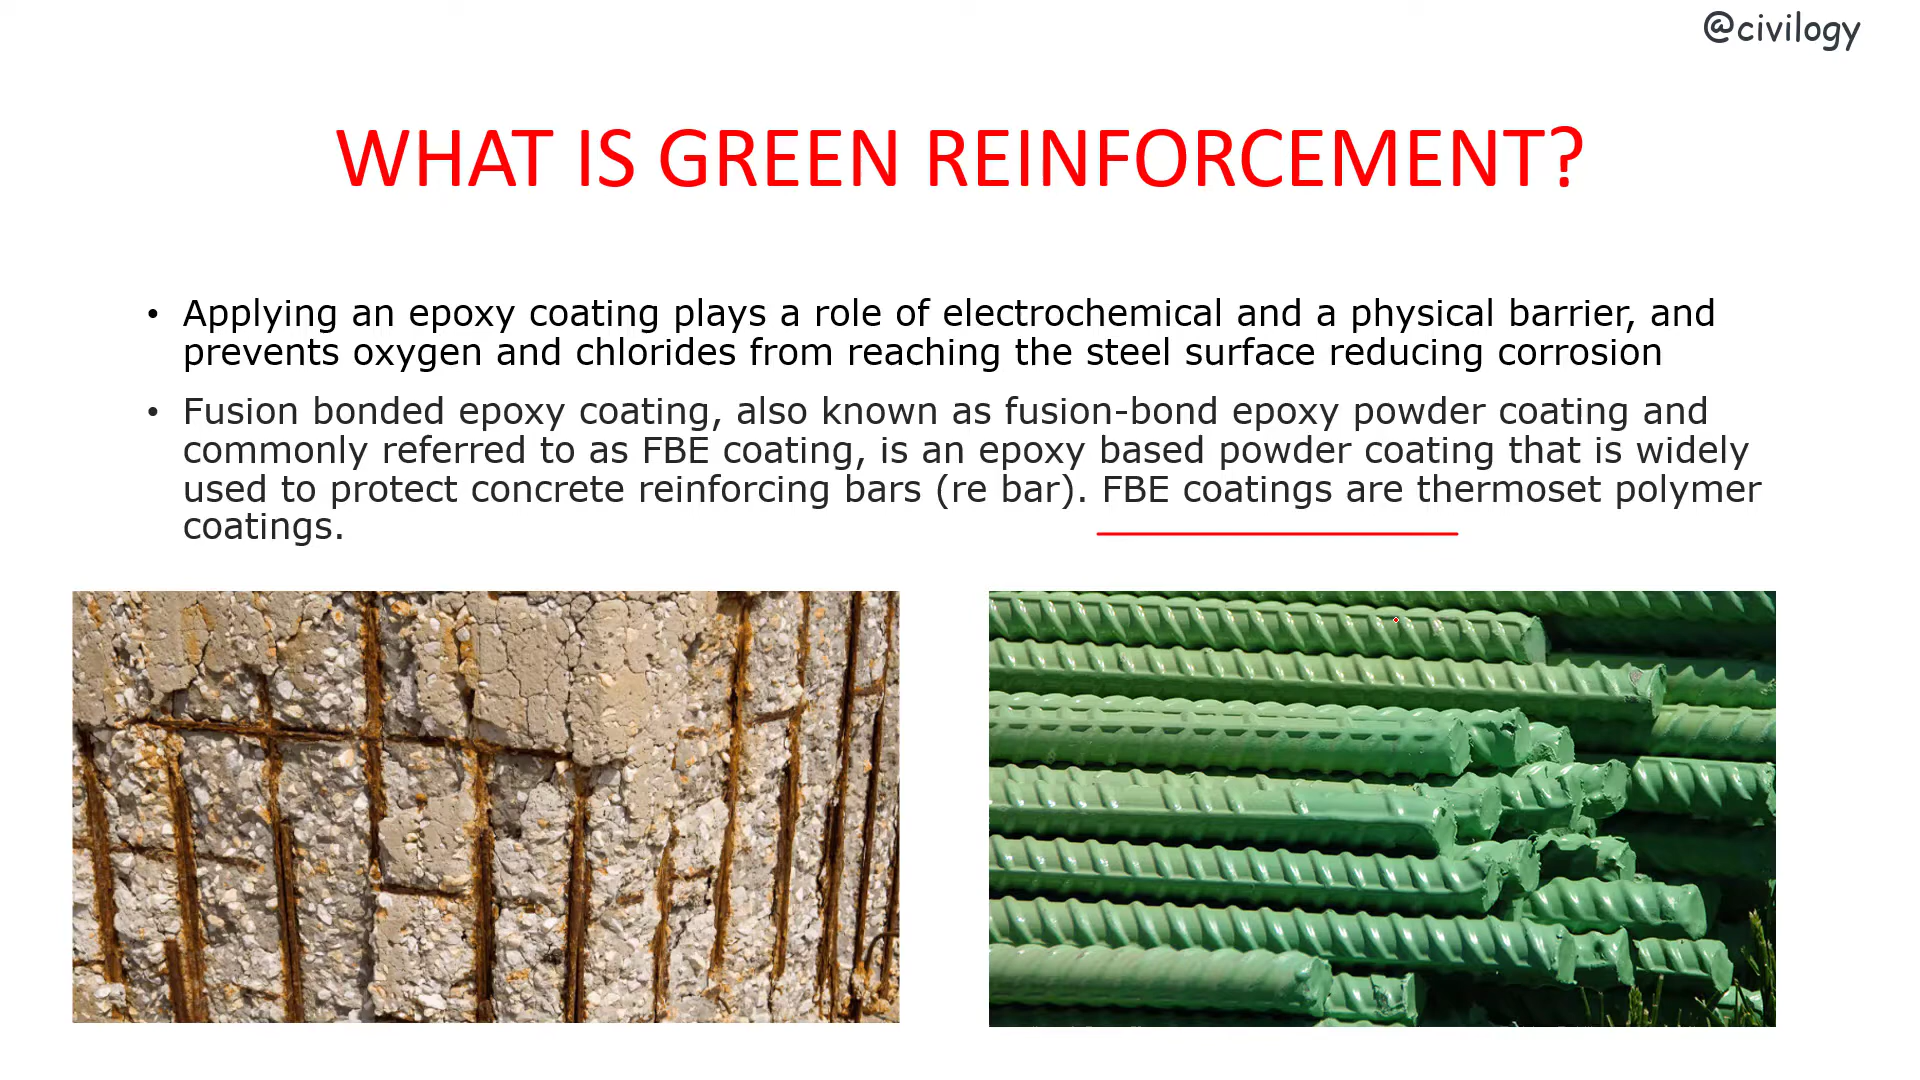 @civilogy
WHAT IS GREEN REINFORCEMENT?
• Applying an epoxy coating plays a role of electrochemical and a physical barrier, and
prevents oxygen and chlorides from reaching the steel surface reducing corrosion
• Fusion bonded epoxy coating, also known as fusion-bond epoxy powder coating and
commonly referred to as FBE coating, is an epoxy based powder coating that is widely
used to protect concrete reinforcing bars (re bar). FBE coatings are thermoset polymer
coatings.